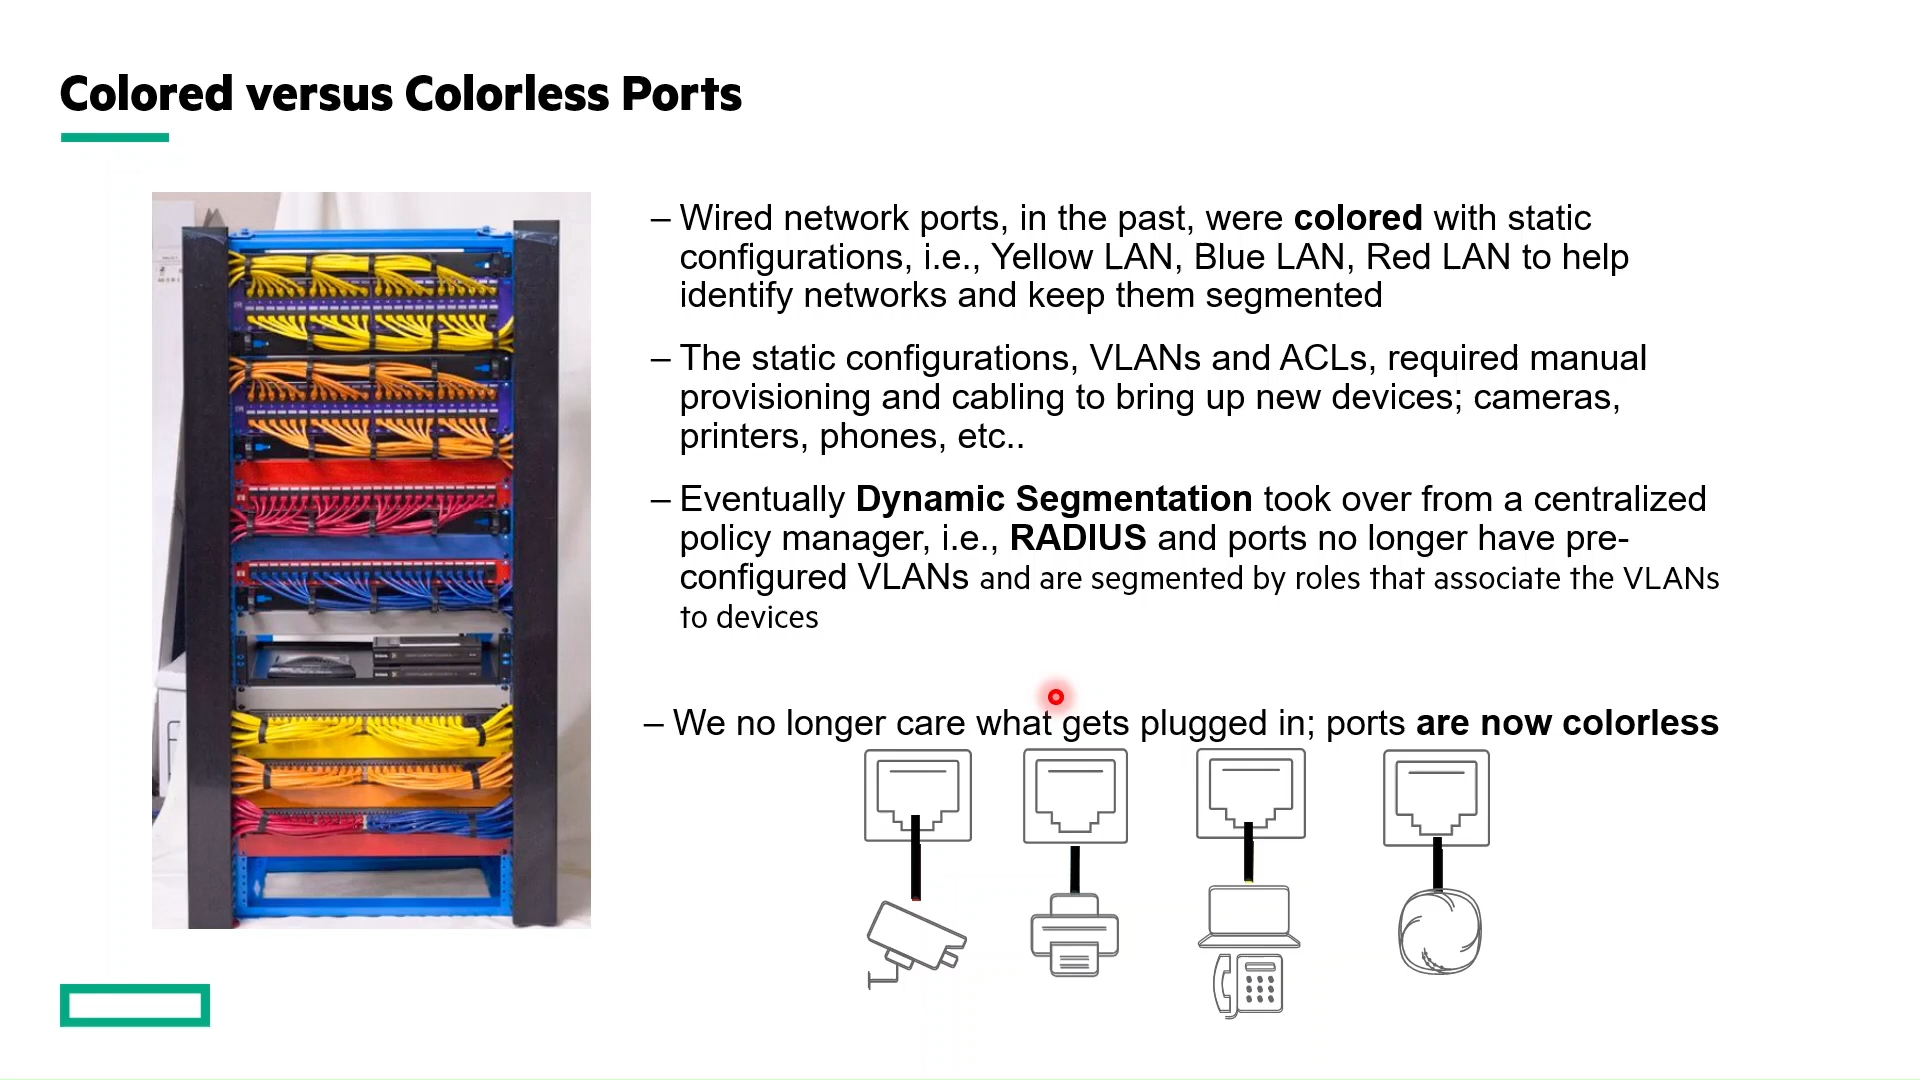 Colored versus Colorless Ports
– Wired network ports, in the past, were colored with static
configurations, i.e., Yellow LAN, Blue LAN, Red LAN to help
identify networks and keep them segmented
– The static configurations, VLANs and ACLs, required manual
provisioning and cabling to bring up new devices; cameras,
printers, phones, etc..
– Eventually Dynamic Segmentation took over from a centralized
policy manager, i.e., RADIUS and ports no longer have pre-
configured VLANs and are segmented by roles that associate the VLANs
to devices
– We no longer care what gets plugged in; ports are now colorless